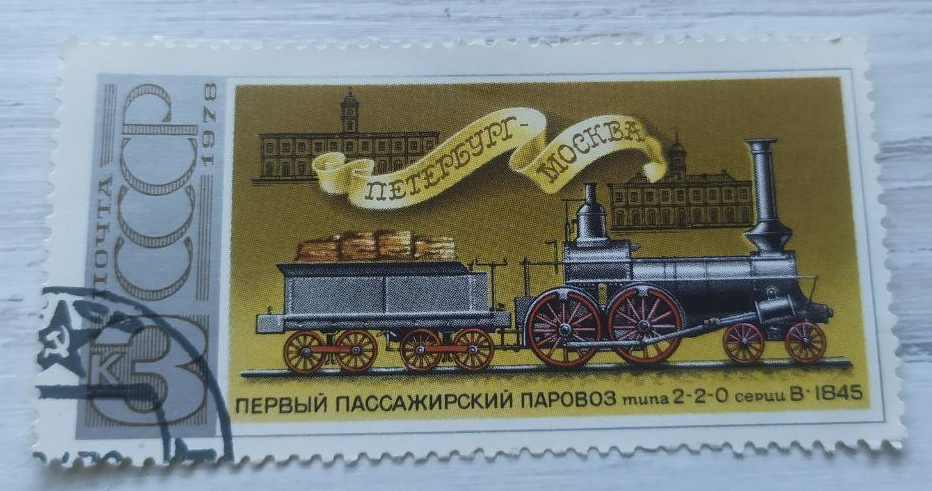 ПОЧТА
СССР
1978
3
К
ПЕТЕРБУРГ-
МОСКВА
ПЕРВЫЙ ПАССАЖИРСКИЙ ПАРОВОЗ типа 2-2-0 серии В·1845